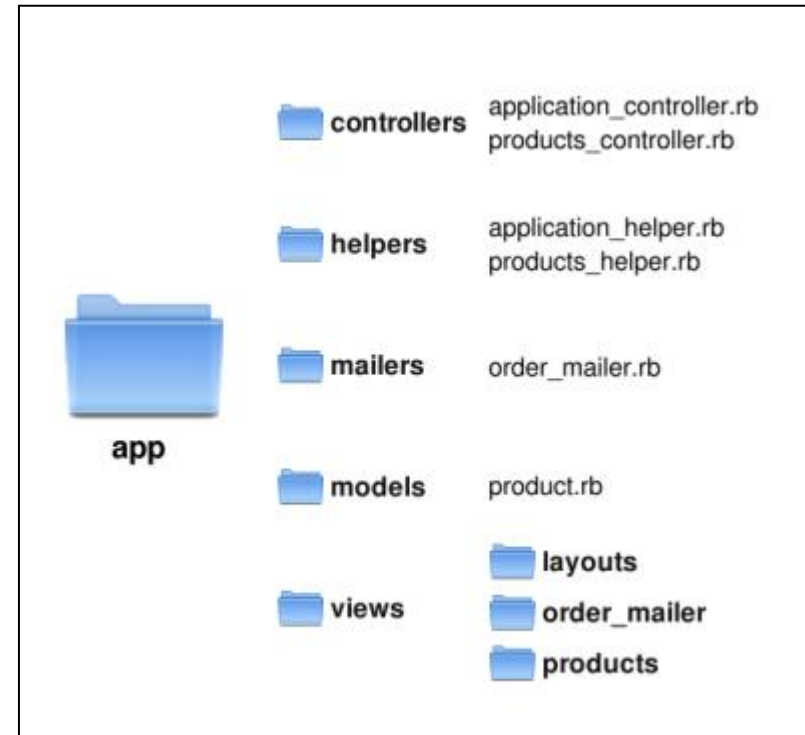 app
controllers
application_controller.rb
products_controller.rb
helpers
application_helper.rb
products_helper.rb
mailers
order_mailer.rb
models
product.rb
views
layouts
order_mailer
products